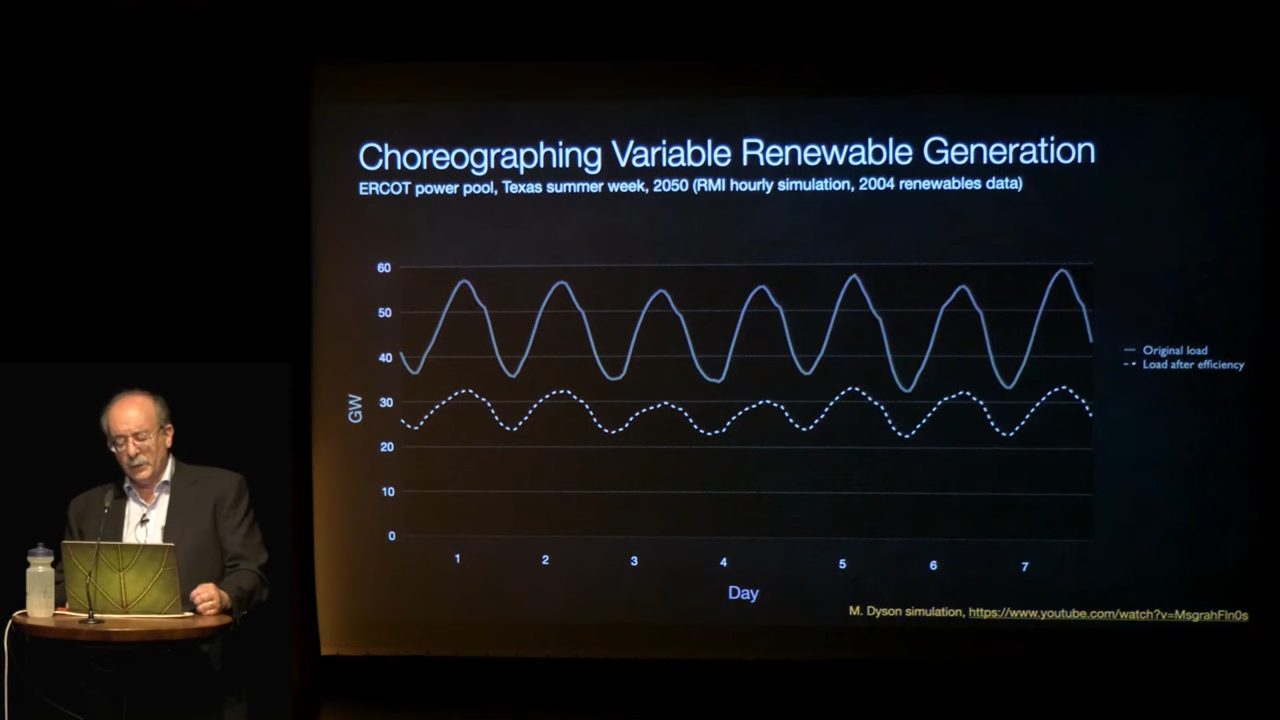 Choreographing Variable Renewable Generation
ERCOT power pool, Texas summer week, 2050 (RMI hourly simulation, 2004 renewables data)
60
50
40
30
20
10
0
GW
Original load
Load after efficiency
1 2 3 4 5 6 7
Day
M. Dyson simulation, https://www.youtube.com/watch?v=MsgrahFln0s